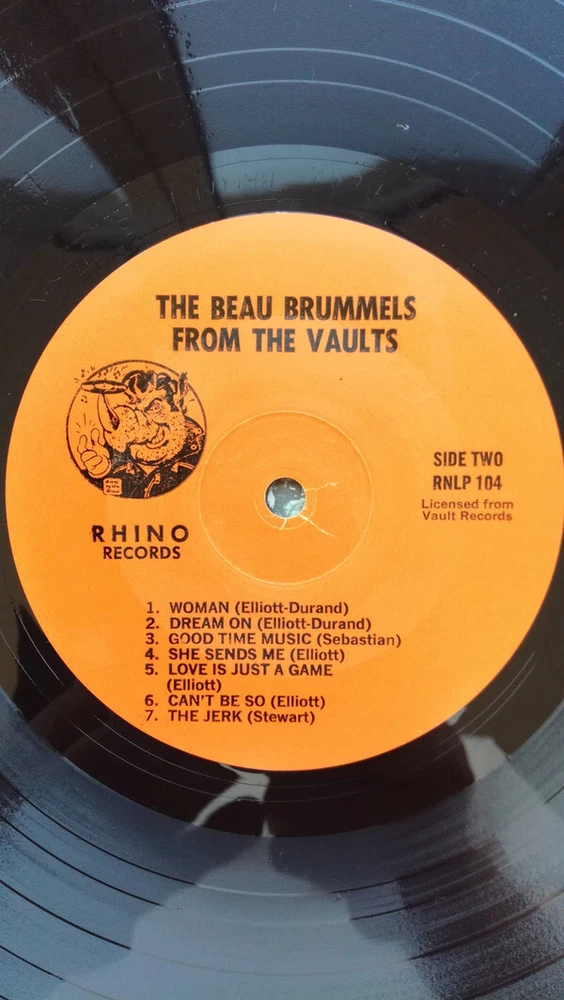 THE BEAU BRUMMELS
FROM THE VAULTS
RHINO
RECORDS
SIDE TWO
RNLP 104
Licensed from
Vault Records
1. WOMAN (Elliott-Durand)
2. DREAM ON (Elliott-Durand)
3. GOOD TIME MUSIC (Sebastian)
4. SHE SENDS ME (Elliott)
5. LOVE IS JUST A GAME
(Elliott)
6. CAN'T BE SO (Elliott)
7. THE JERK (Stewart)